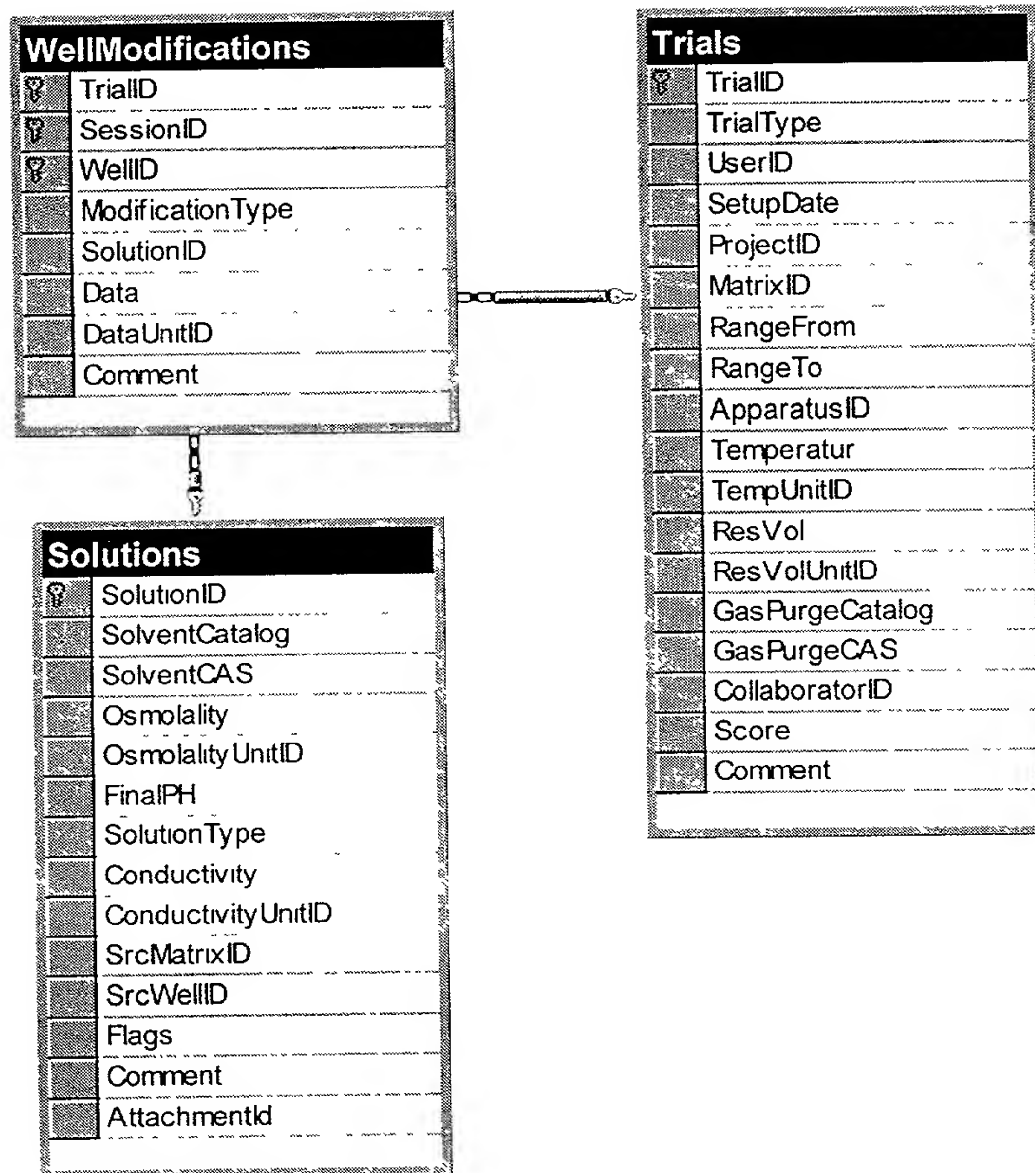 WellModifications
TrialID
SessionID
WellID
ModificationType
SolutionID
Data
DataUnitID
Comment
Trials
TrialID
TrialType
UserID
SetupDate
ProjectID
MatrixID
RangeFrom
RangeTo
ApparatusID
Temperatur
TempUnitID
ResVol
ResVolUnitID
GasPurgeCatalog
GasPurgeCAS
CollaboratorID
Score
Comment
Solutions
SolutionID
SolventCatalog
SolventCAS
Osmolality
OsmolalityUnitID
FinalPH
SolutionType
Conductivity
ConductivityUnitID
SrcMatrixID
SrcWellID
Flags
Comment
AttachmentId